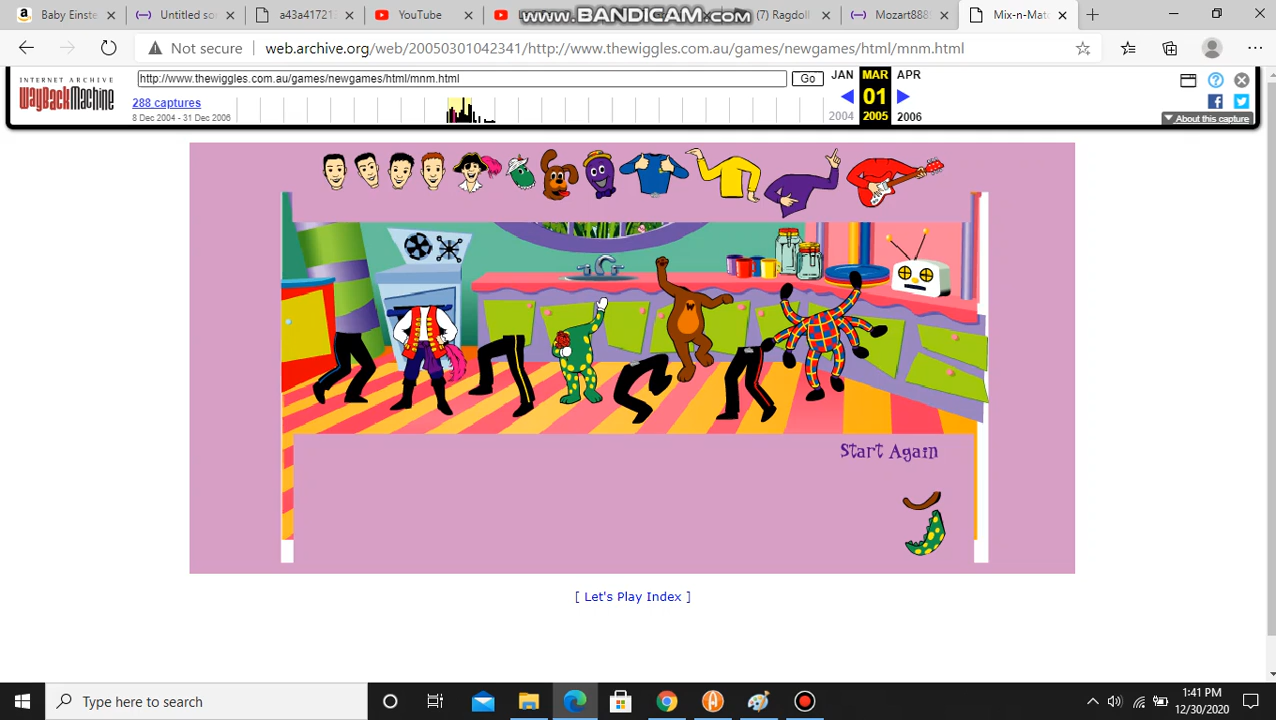 Baby Einste
Untitled sor
a43a417213
YouTube
www.BANDICAM.com
(7) Ragdoll
Mozart888
Mix-n-Matc
Not secure
web.archive.org/web/20050301042341/http://www.thewiggles.com.au/games/newgames/html/mnm.html
INTERNET ARCHIVE
WayBackMachine
http://www.thewiggles.com.au/games/newgames/html/mnm.html
Go
JAN
MAR
APR
288 captures
01
8 Dec 2004 - 31 Dec 2006
2004
2005
2006
About this capture
W
Start Again
[ Let's Play Index ]
Type here to search
1:41 PM
12/30/2020